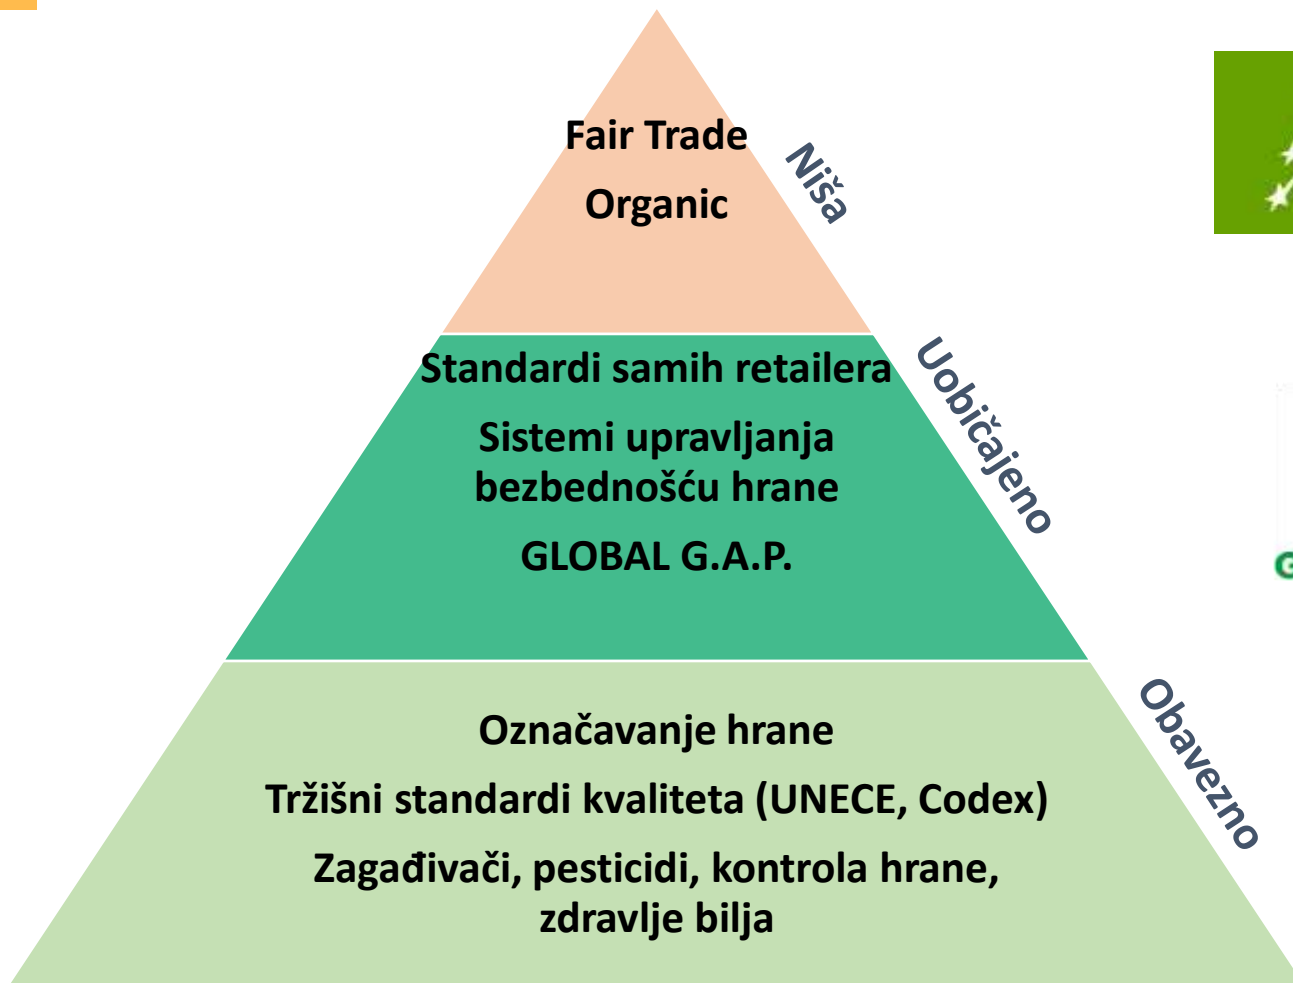 Fair Trade
Organic
Niša
Standardi samih retailera
Sistemi upravljanja
bezbednošću hrane
GLOBAL G.A.P.
Uobičajeno
Označavanje hrane
Tržišni standardi kvaliteta (UNECE, Codex)
Zagađivači, pesticidi, kontrola hrane,
zdravlje bilja
Obavezno
G